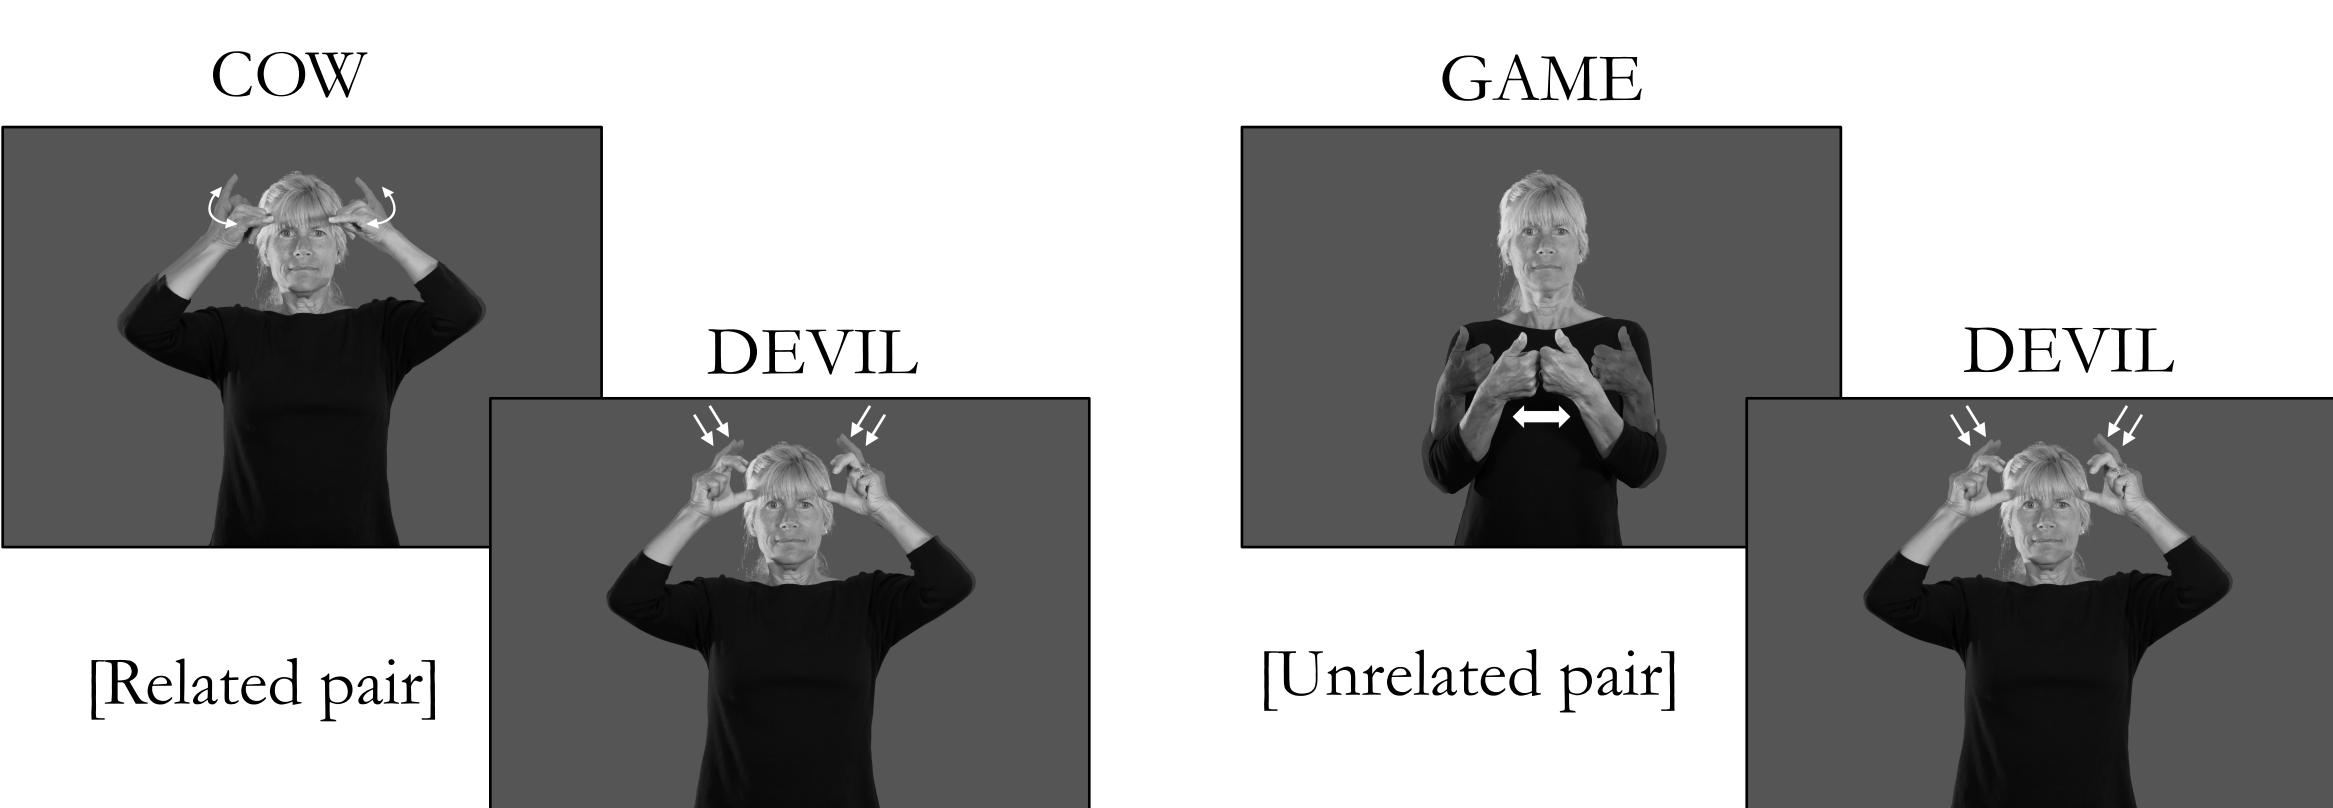 COW
DEVIL
[Related pair]
GAME
DEVIL
[Unrelated pair]